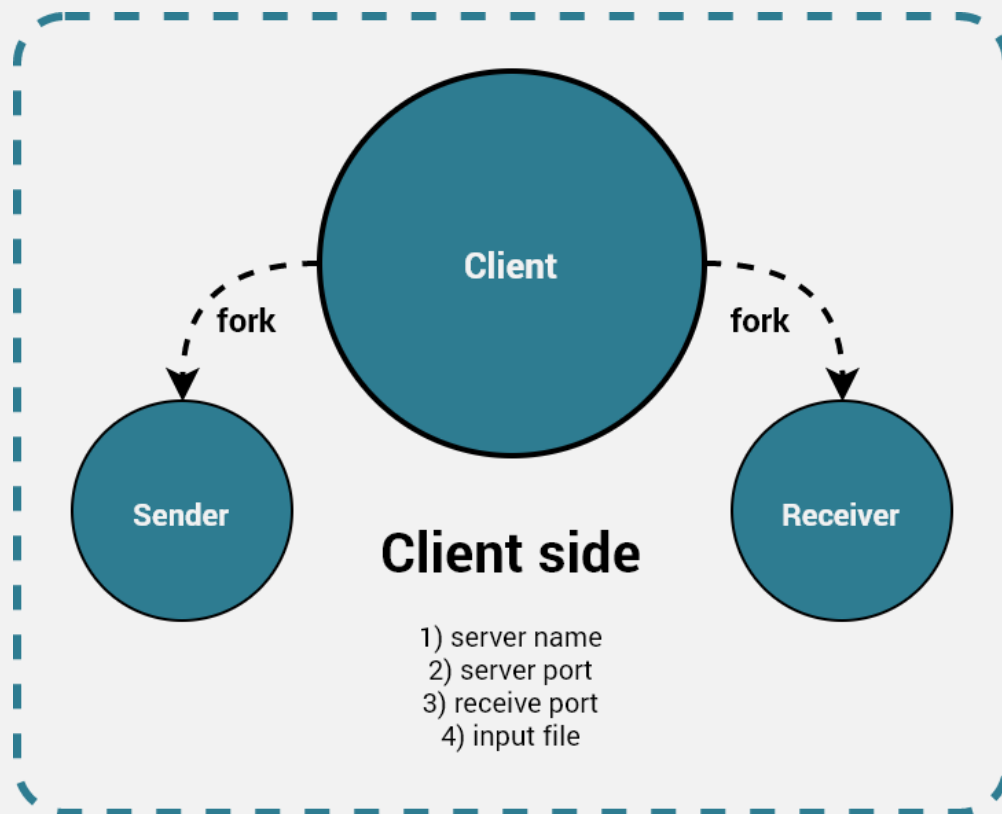 Client
fork
fork
Sender
Receiver
Client side
1) server name
2) server port
3) receive port
4) input file